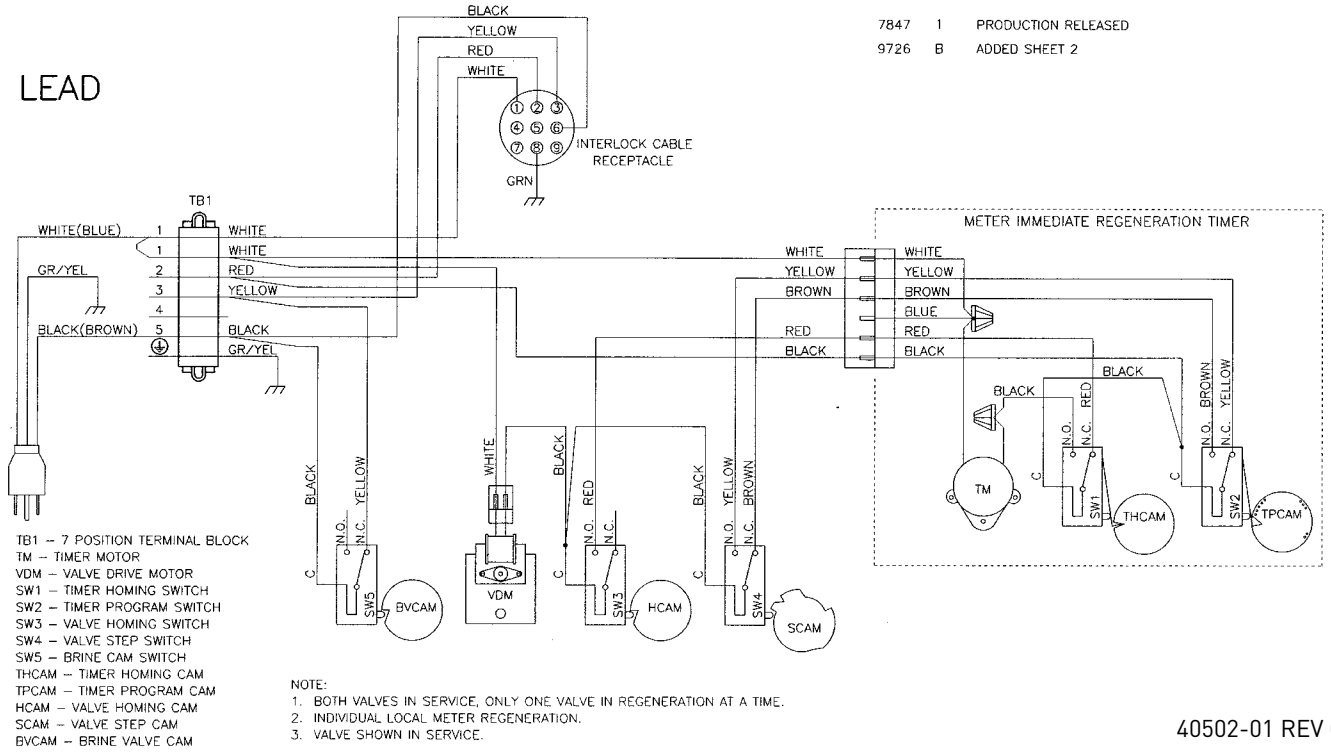 LEAD
7847 1 PRODUCTION RELEASED
9726 B ADDED SHEET 2
BLACK
YELLOW
RED
WHITE
1 2 3
4 5 6
7 8 9
INTERLOCK CABLE
RECEPTACLE
GRN
TB1
WHITE(BLUE) 1 WHITE
1 WHITE
GR/YEL 2 RED
3 YELLOW
4
BLACK(BROWN) 5 BLACK
GR/YEL
METER IMMEDIATE REGENERATION TIMER
WHITE WHITE
YELLOW YELLOW
BROWN BROWN
BLUE
RED RED
BLACK BLACK
BLACK
BLACK
RED
BROWN
YELLOW
N.O.
N.C.
N.O.
N.C.
C
C
TM
SW1
THCAM
SW2
TPCAM
BLACK
YELLOW
WHITE
BLACK
RED
BLACK
YELLOW
BROWN
N.O.
N.C.
N.O.
N.C.
N.O.
N.C.
C
C
C
SW5
BVCAM
VDM
SW3
HCAM
SW4
SCAM
TB1 – 7 POSITION TERMINAL BLOCK
TM – TIMER MOTOR
VDM – VALVE DRIVE MOTOR
SW1 – TIMER HOMING SWITCH
SW2 – TIMER PROGRAM SWITCH
SW3 – VALVE HOMING SWITCH
SW4 – VALVE STEP SWITCH
SW5 – BRINE CAM SWITCH
THCAM – TIMER HOMING CAM
TPCAM – TIMER PROGRAM CAM
HCAM – VALVE HOMING CAM
SCAM – VALVE STEP CAM
BVCAM – BRINE VALVE CAM
NOTE:
1. BOTH VALVES IN SERVICE, ONLY ONE VALVE IN REGENERATION AT A TIME.
2. INDIVIDUAL LOCAL METER REGENERATION.
3. VALVE SHOWN IN SERVICE.
40502-01 REV